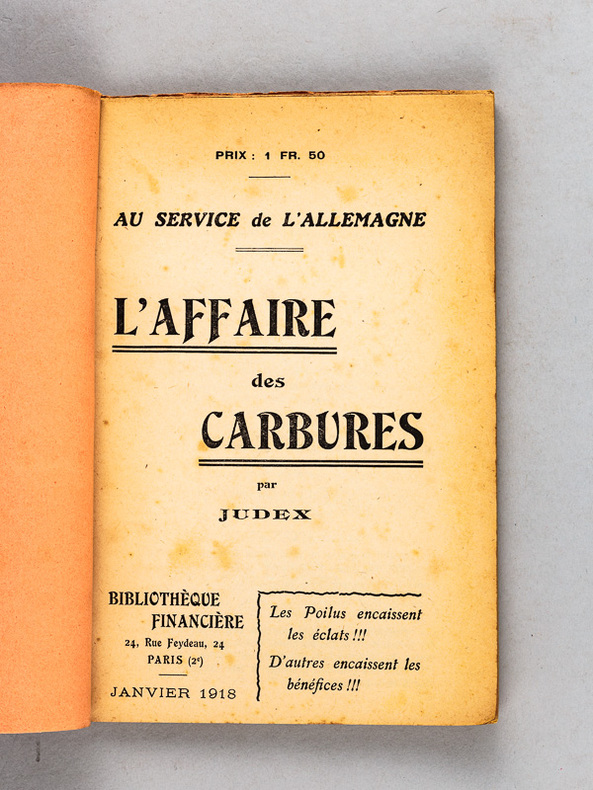 PRIX : 1 FR. 50
AU SERVICE de L'ALLEMAGNE
L'AFFAIRE
des
CARBURES
par
JUDEX
BIBLIOTHÈQUE
FINANCIÈRE
24, Rue Feydeau, 24
PARIS (2e)
JANVIER 1918
Les Poilus encaissent
les éclats !!!
D'autres encaissent les
bénéfices !!!